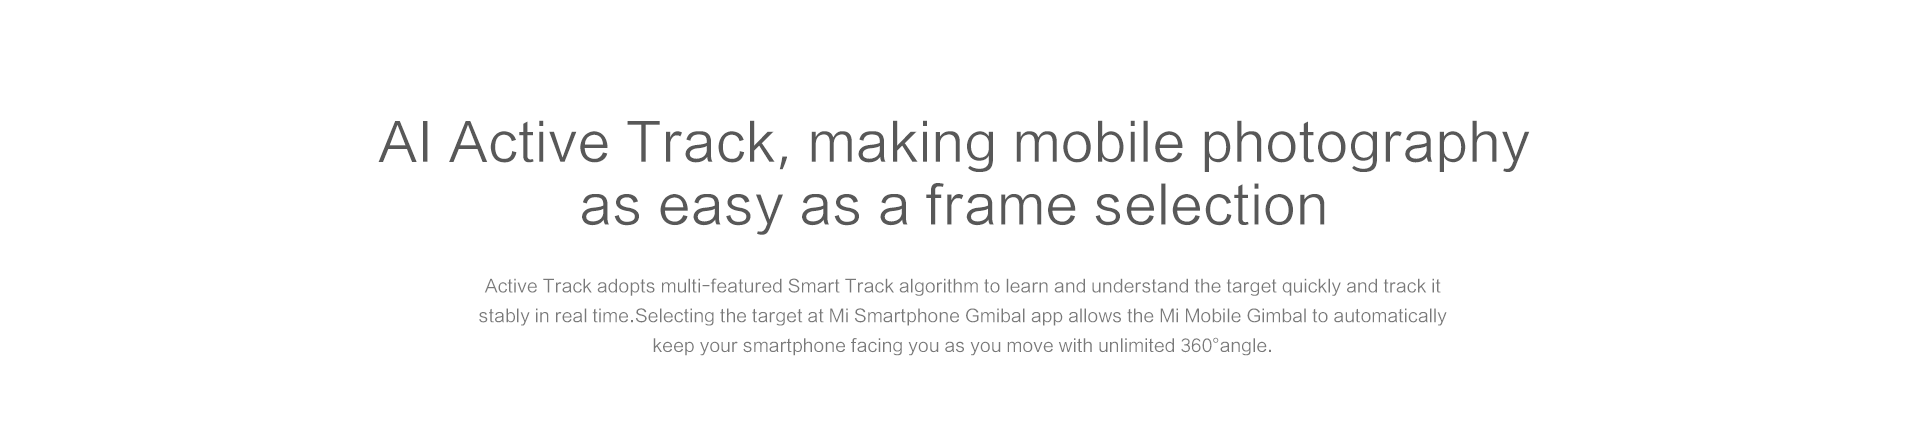 AI Active Track, making mobile photography
as easy as a frame selection
Active Track adopts multi-featured Smart Track algorithm to learn and understand the target quickly and track it
stably in real time.Selecting the target at Mi Smartphone Gmibal app allows the Mi Mobile Gimbal to automatically
keep your smartphone facing you as you move with unlimited 360°angle.